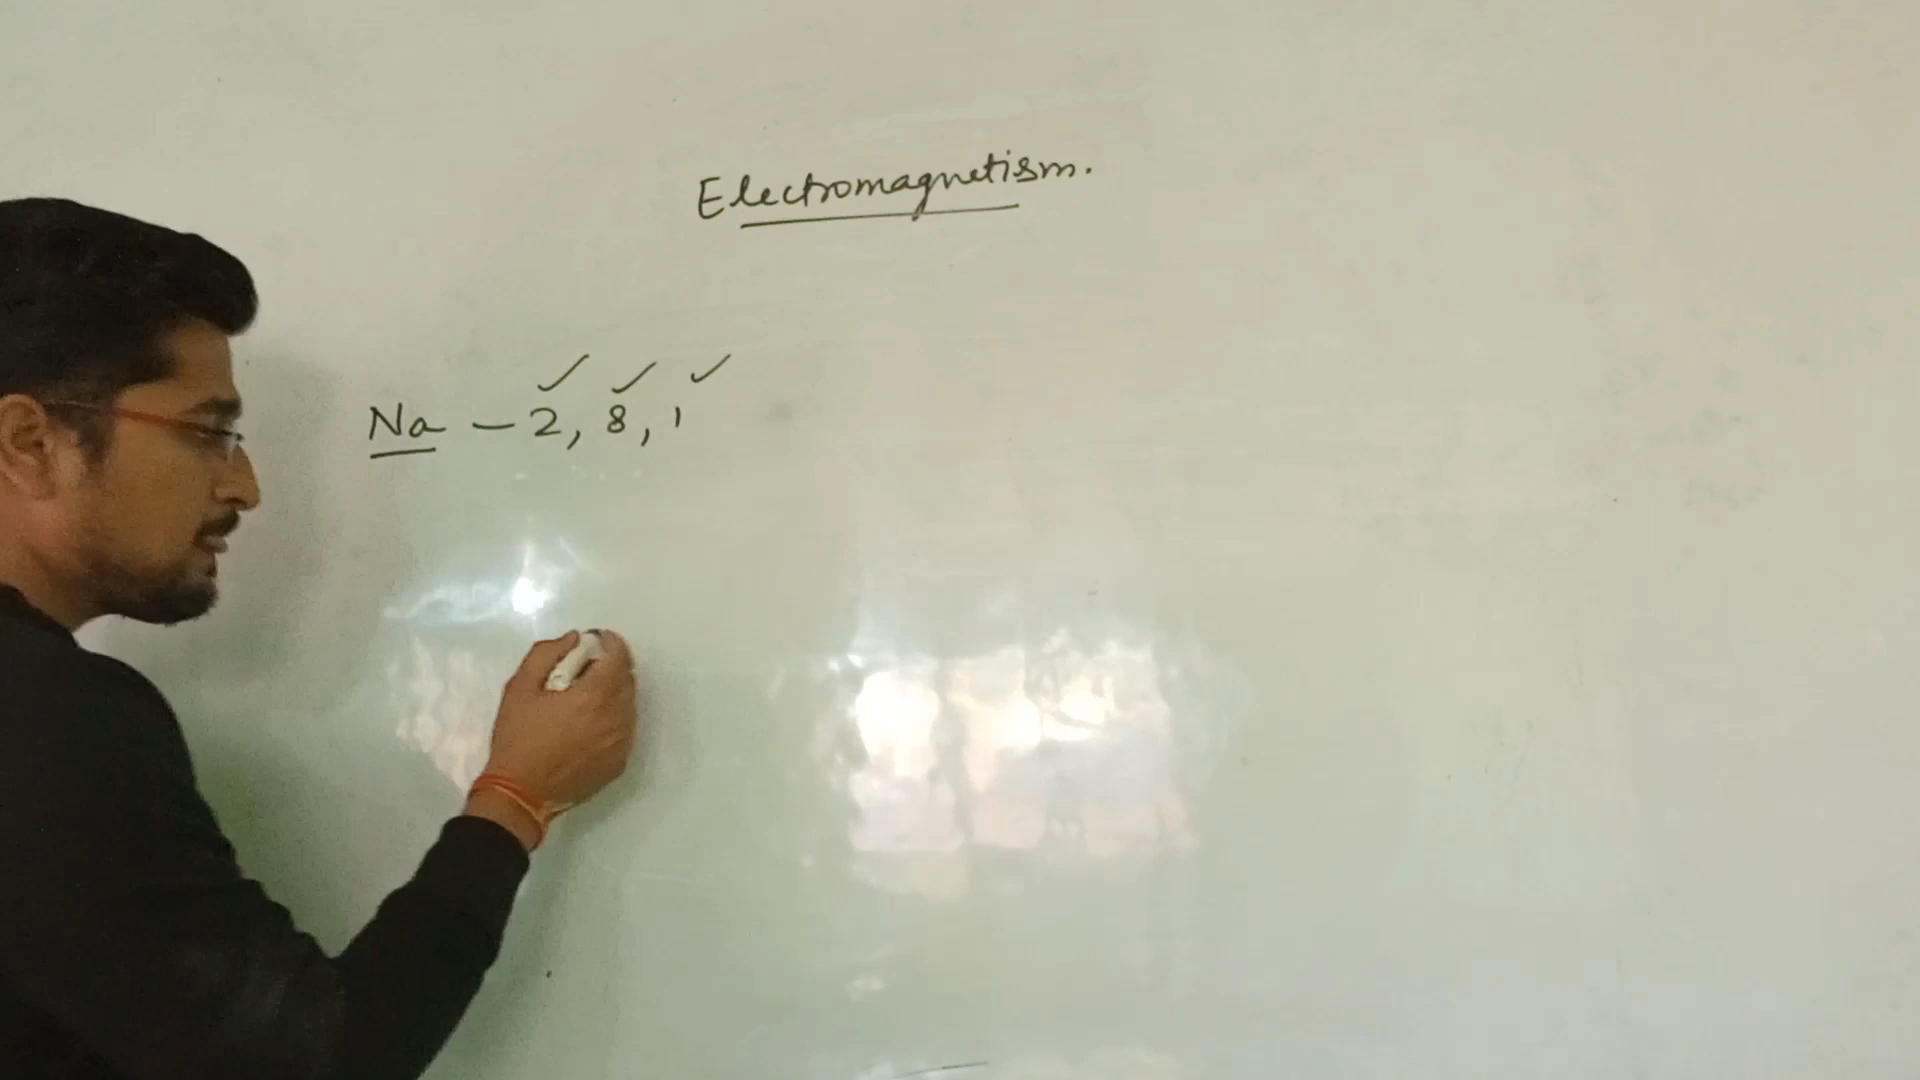 Electromagnetism.
✓ ✓ ✓
Na - 2, 8, 1